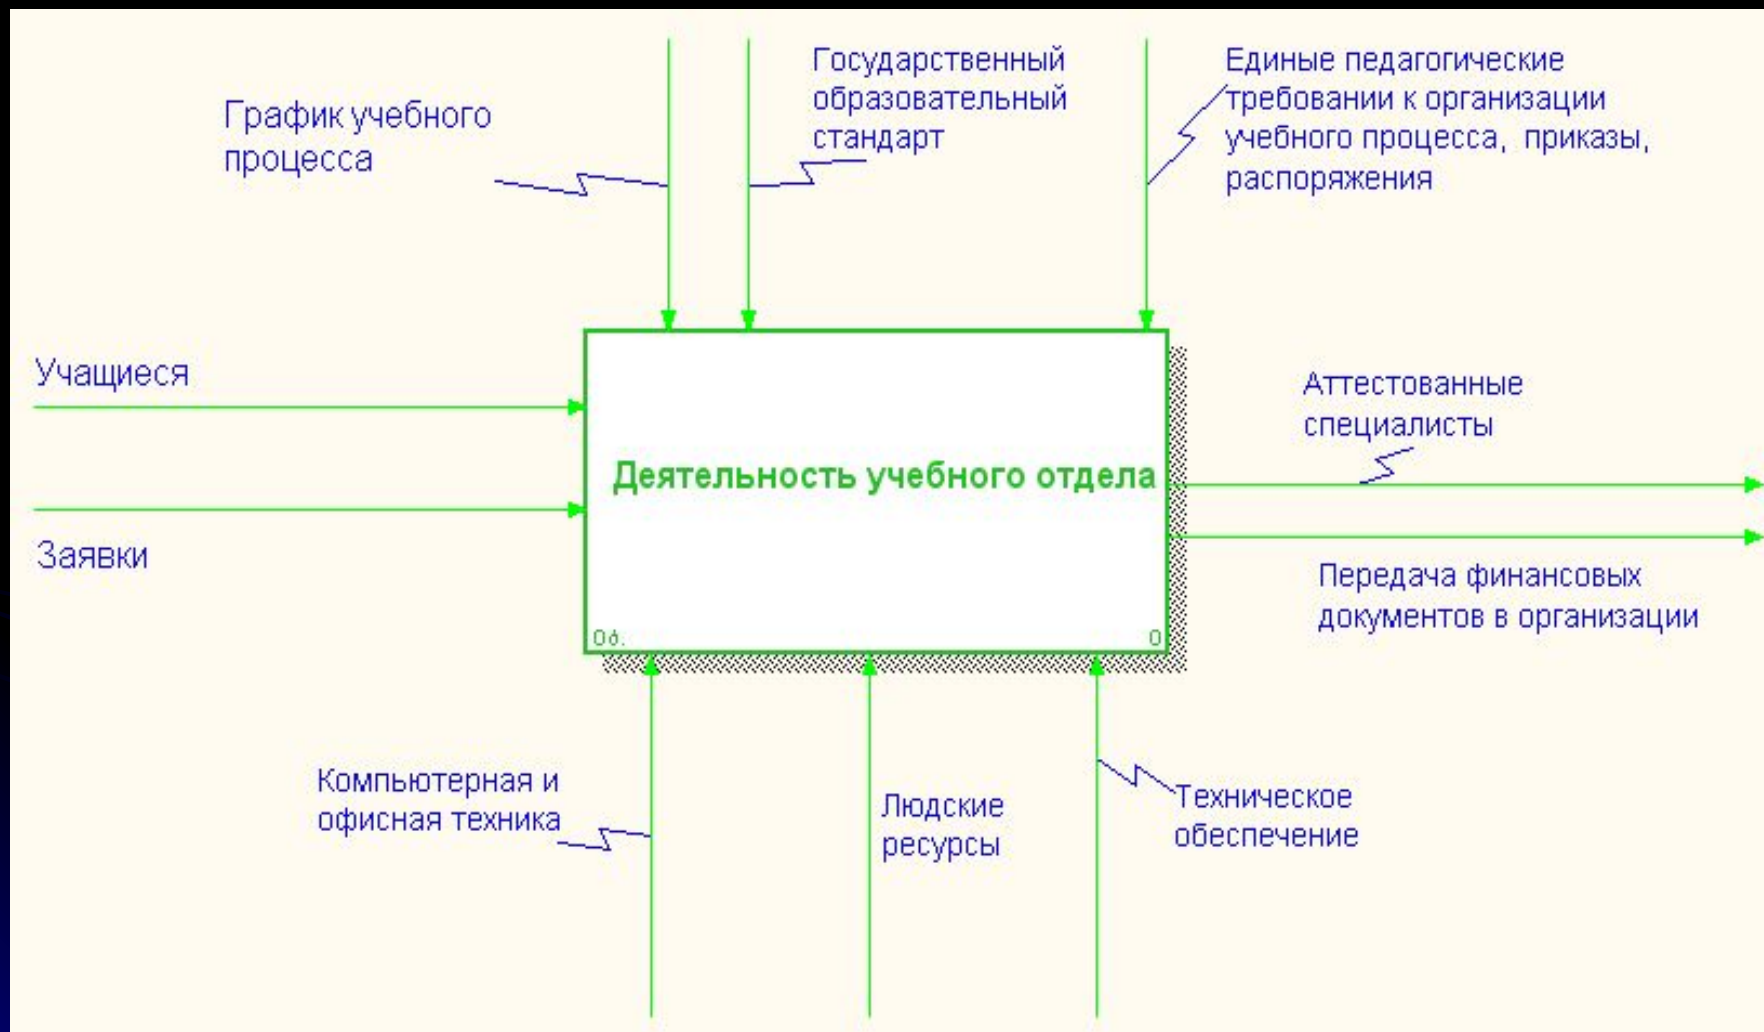 График учебного
процесса
Государственный
образовательный
стандарт
Единые педагогические
требовании к организации
учебного процесса, приказы,
распоряжения
Учащиеся
Заявки
Деятельность учебного отдела
0
Аттестованные
специалисты
Передача финансовых
документов в организации
Компьютерная и
офисная техника
Людские
ресурсы
Техническое
обеспечение